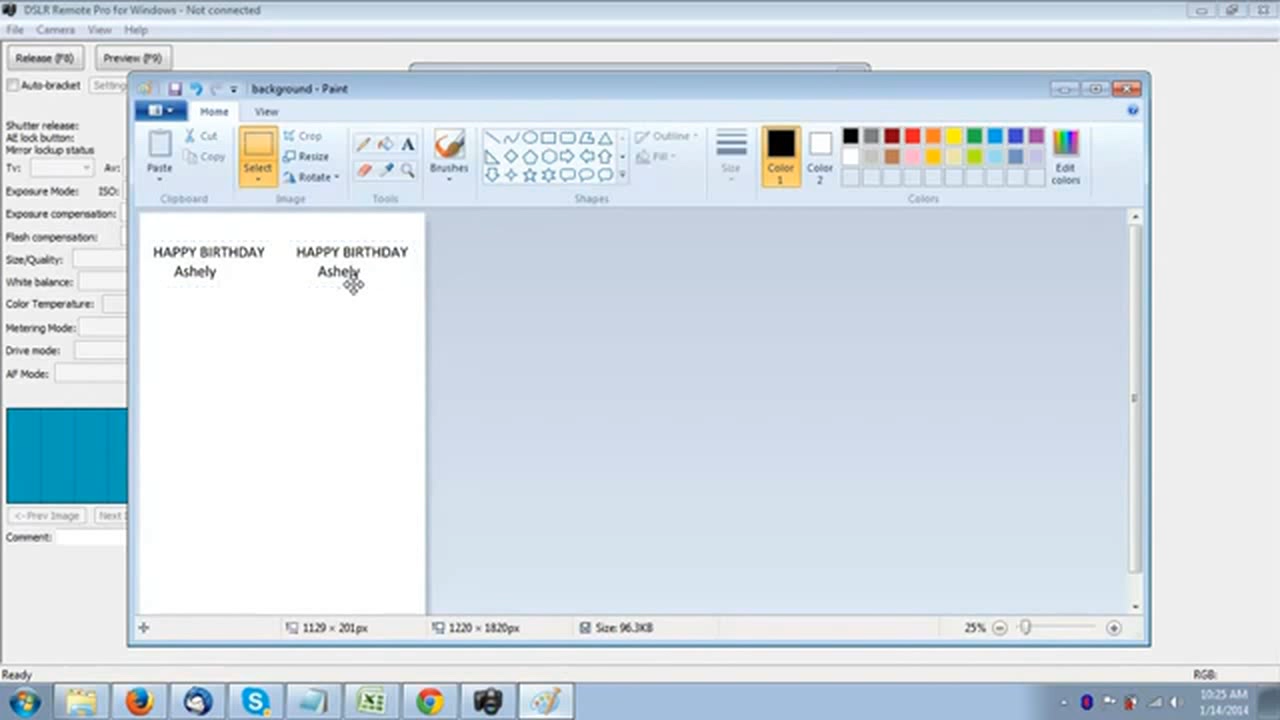 DSLR Remote Pro for Windows - Not connected
File Camera View Help
Release (F8) Preview (F9)
Auto-bracket
Shutter release:
AE lock button:
Mirror lockup status
Tv: Av:
Exposure Mode: ISO:
Exposure compensation:
Flash compensation:
Size/Quality:
White balance:
Color Temperature:
Metering Mode:
Drive mode:
AF Mode:
<-Prev Image Next
Comment:
background - Paint
Home View
Paste
Cut
Copy
Clipboard
Select
Crop
Resize
Rotate
Image
A
Tools
Brushes
Shapes
Outline
Fill
Size
Color 1
Color 2
Edit colors
Colors
HAPPY BIRTHDAY HAPPY BIRTHDAY
Ashely Ashely
1129 × 201px 1220 × 1820px Size: 96.3KB 25%
Ready RGB:
10:25 AM
1/14/2014